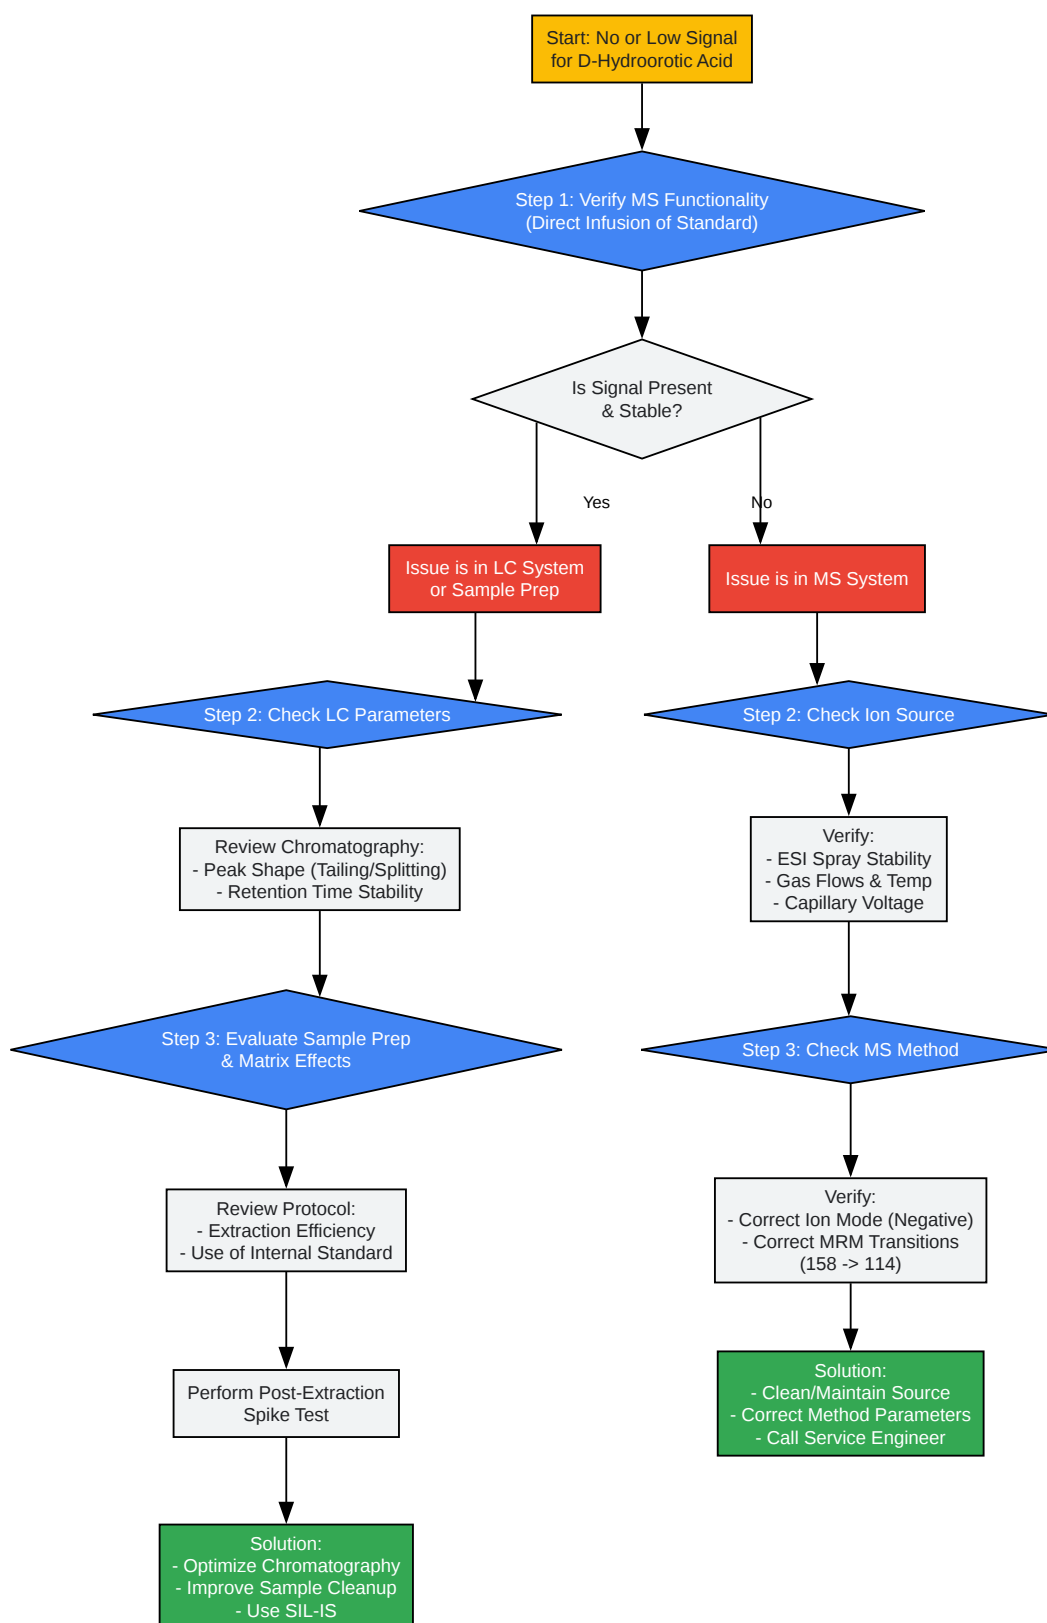 Start: No or Low Signal
for D-Hydroorotic Acid
Step 1: Verify MS Functionality
(Direct Infusion of Standard)
Is Signal Present
& Stable?
Yes
No
Issue is in LC System
or Sample Prep
Issue is in MS System
Step 2: Check LC Parameters
Step 2: Check Ion Source
Review Chromatography:
- Peak Shape (Tailing/Splitting)
- Retention Time Stability
Verify:
- ESI Spray Stability
- Gas Flows & Temp
- Capillary Voltage
Step 3: Evaluate Sample Prep
& Matrix Effects
Step 3: Check MS Method
Review Protocol:
- Extraction Efficiency
- Use of Internal Standard
Verify:
- Correct Ion Mode (Negative)
- Correct MRM Transitions
(158 -> 114)
Perform Post-Extraction
Spike Test
Solution:
- Clean/Maintain Source
- Correct Method Parameters
- Call Service Engineer
Solution:
- Optimize Chromatography
- Improve Sample Cleanup
- Use SIL-IS